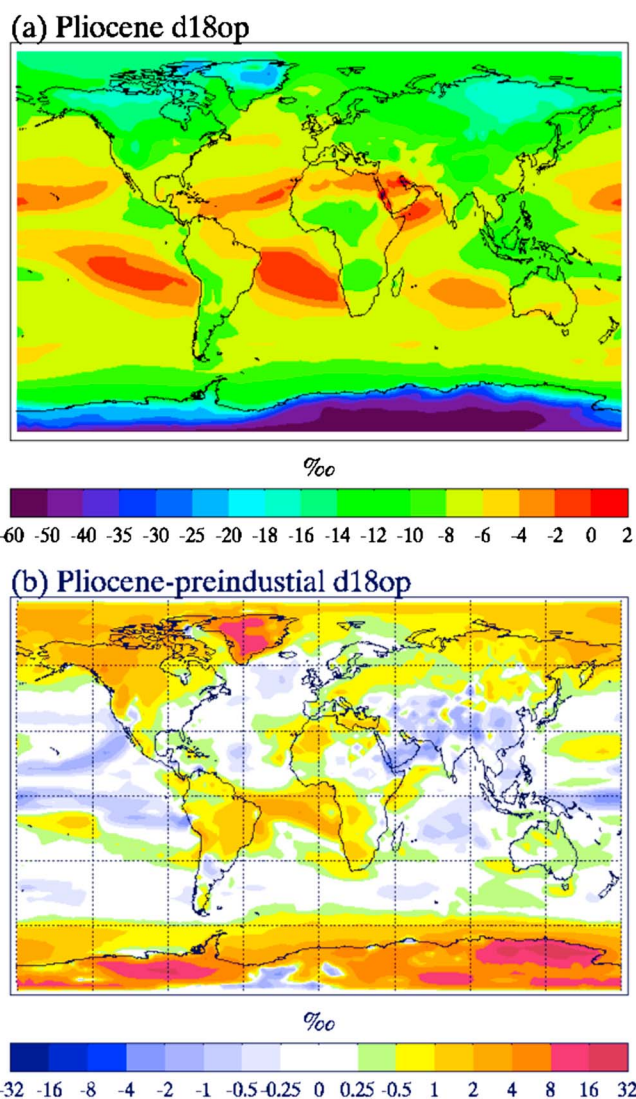 (a) Pliocene d18op
‰
-60 -50 -40 -35 -30 -25 -20 -18 -16 -14 -12 -10 -8 -6 -4 -2 0 2
(b) Pliocene-preindustial d18op
‰
-32 -16 -8 -4 -2 -1 -0.5 -0.25 0 0.25 -0.5 1 2 4 8 16 32